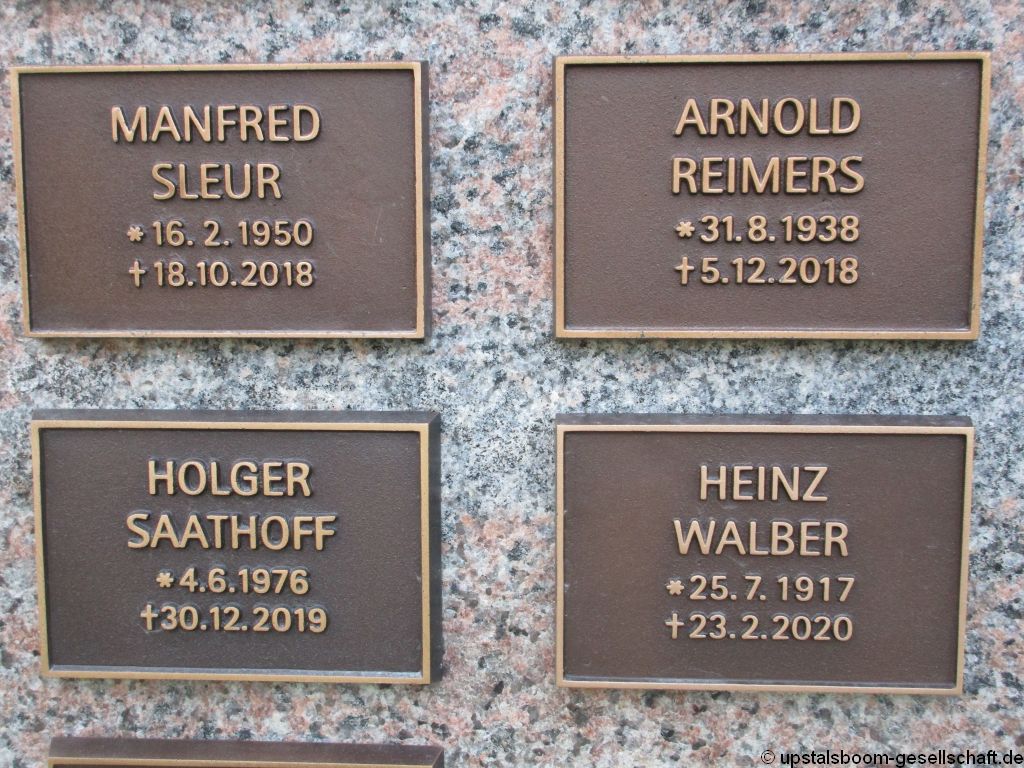 MANFRED
SLEUR
*16. 2. 1950
†18.10.2018
ARNOLD
REIMERS
*31. 8. 1938
†5.12.2018
HOLGER
SAATHOFF
*4.6.1976
†30.12.2019
HEINZ
WALBER
*25. 7. 1917
†23.2.2020
© upstalsboom-gesellschaft.de